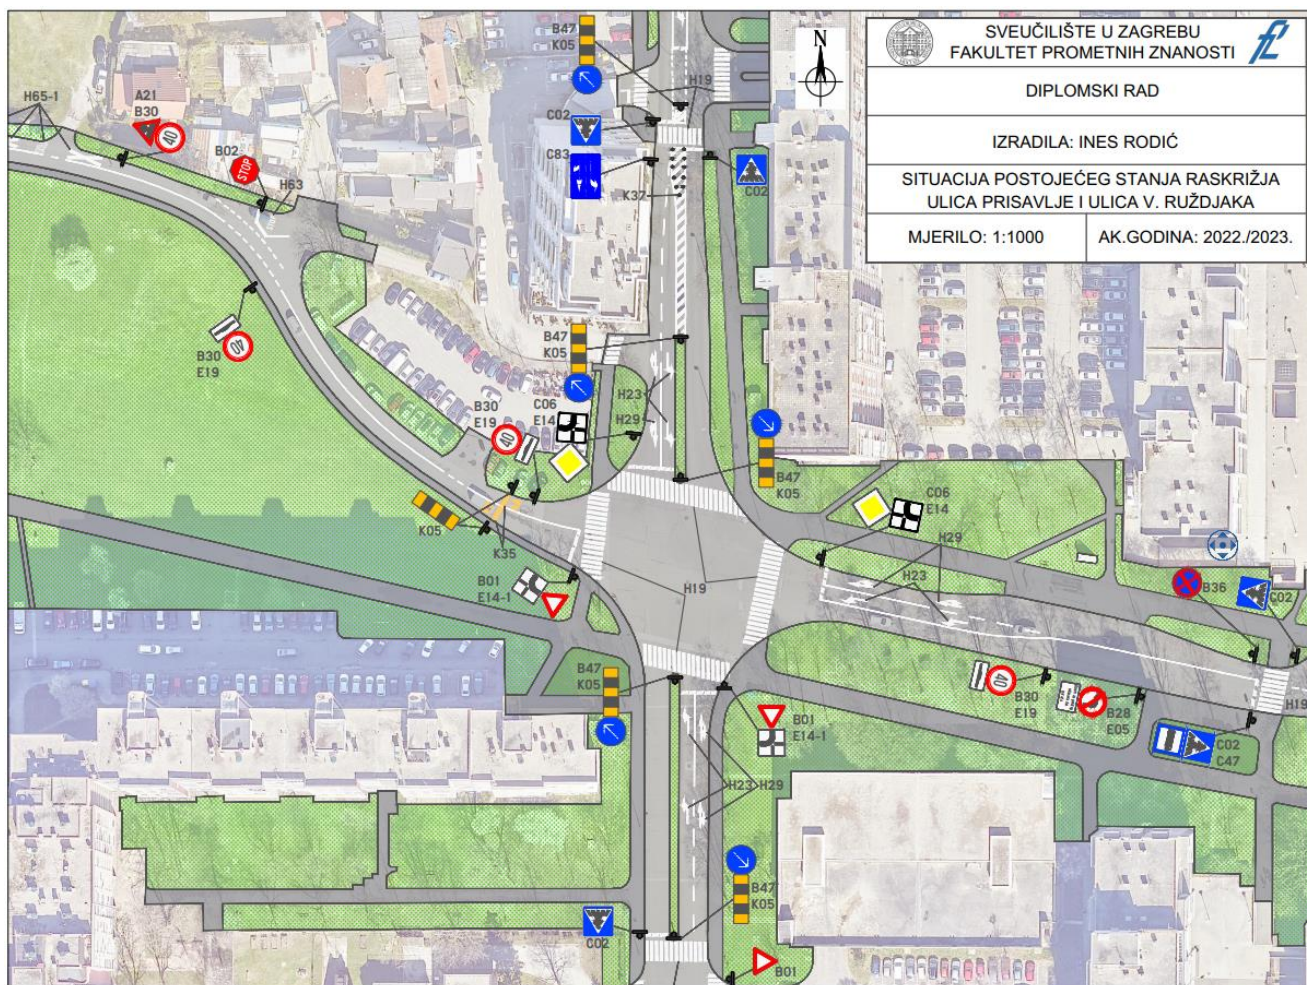 SVEUČILIŠTE U ZAGREBU
FAKULTET PROMETNIH ZNANOSTI
DIPLOMSKI RAD
IZRADILA: INES RODIĆ
SITUACIJA POSTOJEĆEG STANJA RASKRIŽJA
ULICA PRISAVLJE I ULICA V. RUŽDJAKA
MJERILO: 1:1000
AK.GODINA: 2022./2023.
N
B47
K05
H19
C02
C83
K37
C02
H65-1
A21
B30
40
B02
STOP
H63
40
B30
E19
B47
K05
H23
H29
B30
E19
40
C06
E14
B47
K05
K05
K35
C06
E14
H29
H23
H19
B01
E14-1
B36
C02
B47
K05
40
B30
E19
B28
E05
C02
C47
H19
B01
E14-1
H23
H29
B47
K05
C02
B01